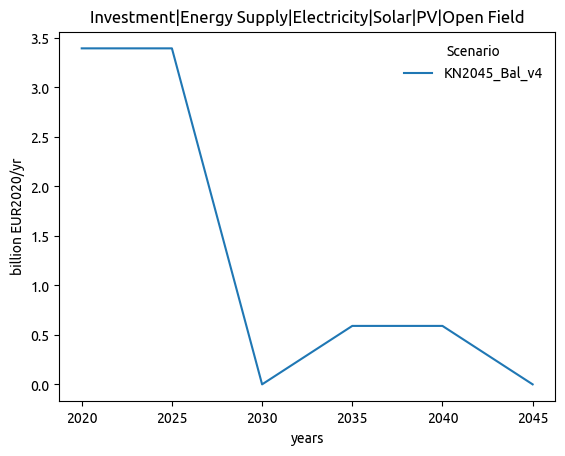 Investment|Energy Supply|Electricity|Solar|PV|Open Field
Scenario
KN2045_Bal_v4
billion EUR2020/yr
3.5
3.0
2.5
2.0
1.5
1.0
0.5
0.0
2020 2025 2030 2035 2040 2045
years